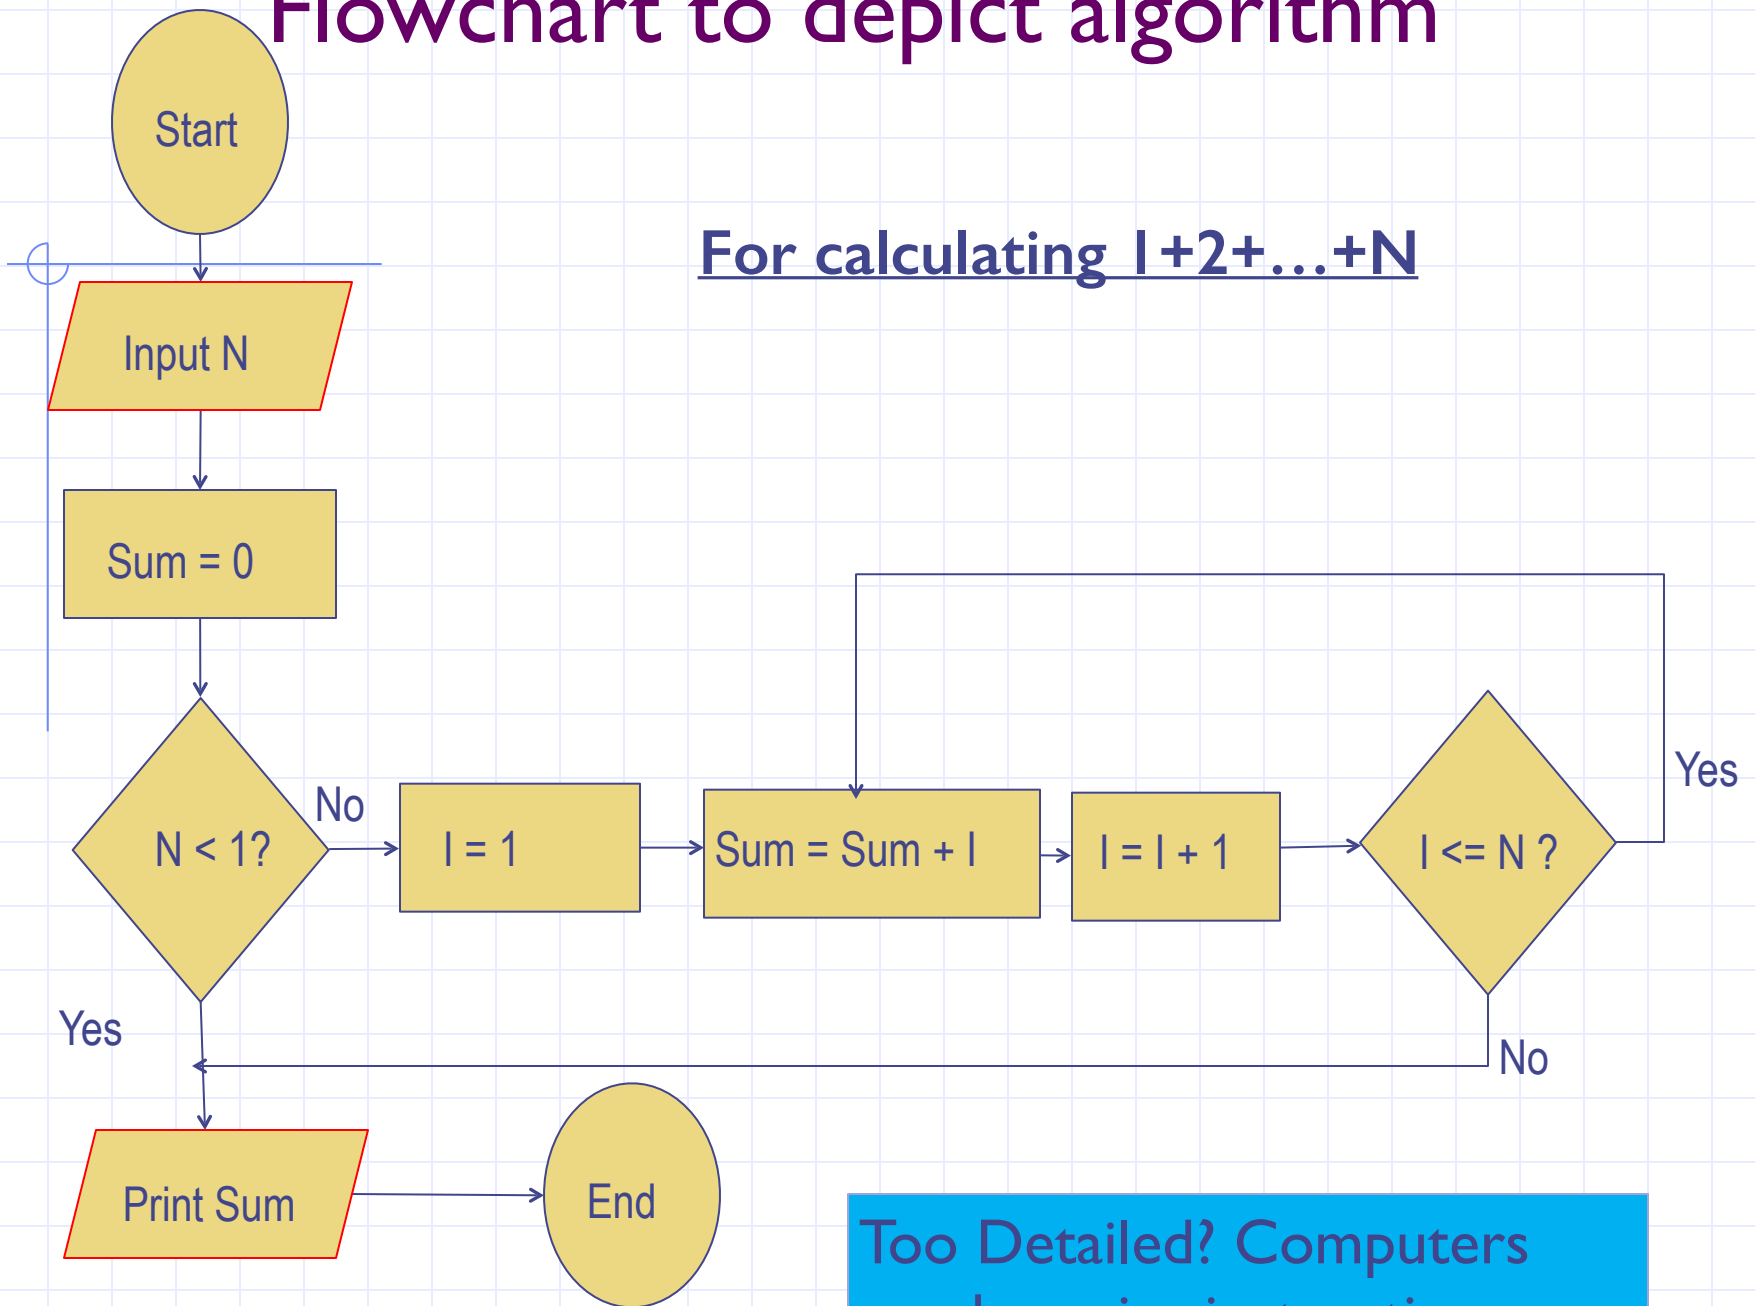 Flowchart to depict algorithm
Start
For calculating 1+2+…+N
Input N
Sum = 0
N < 1?
No
I = 1
Sum = Sum + I
I = I + 1
I <= N ?
Yes
Yes
No
Print Sum
End
Too Detailed? Computers